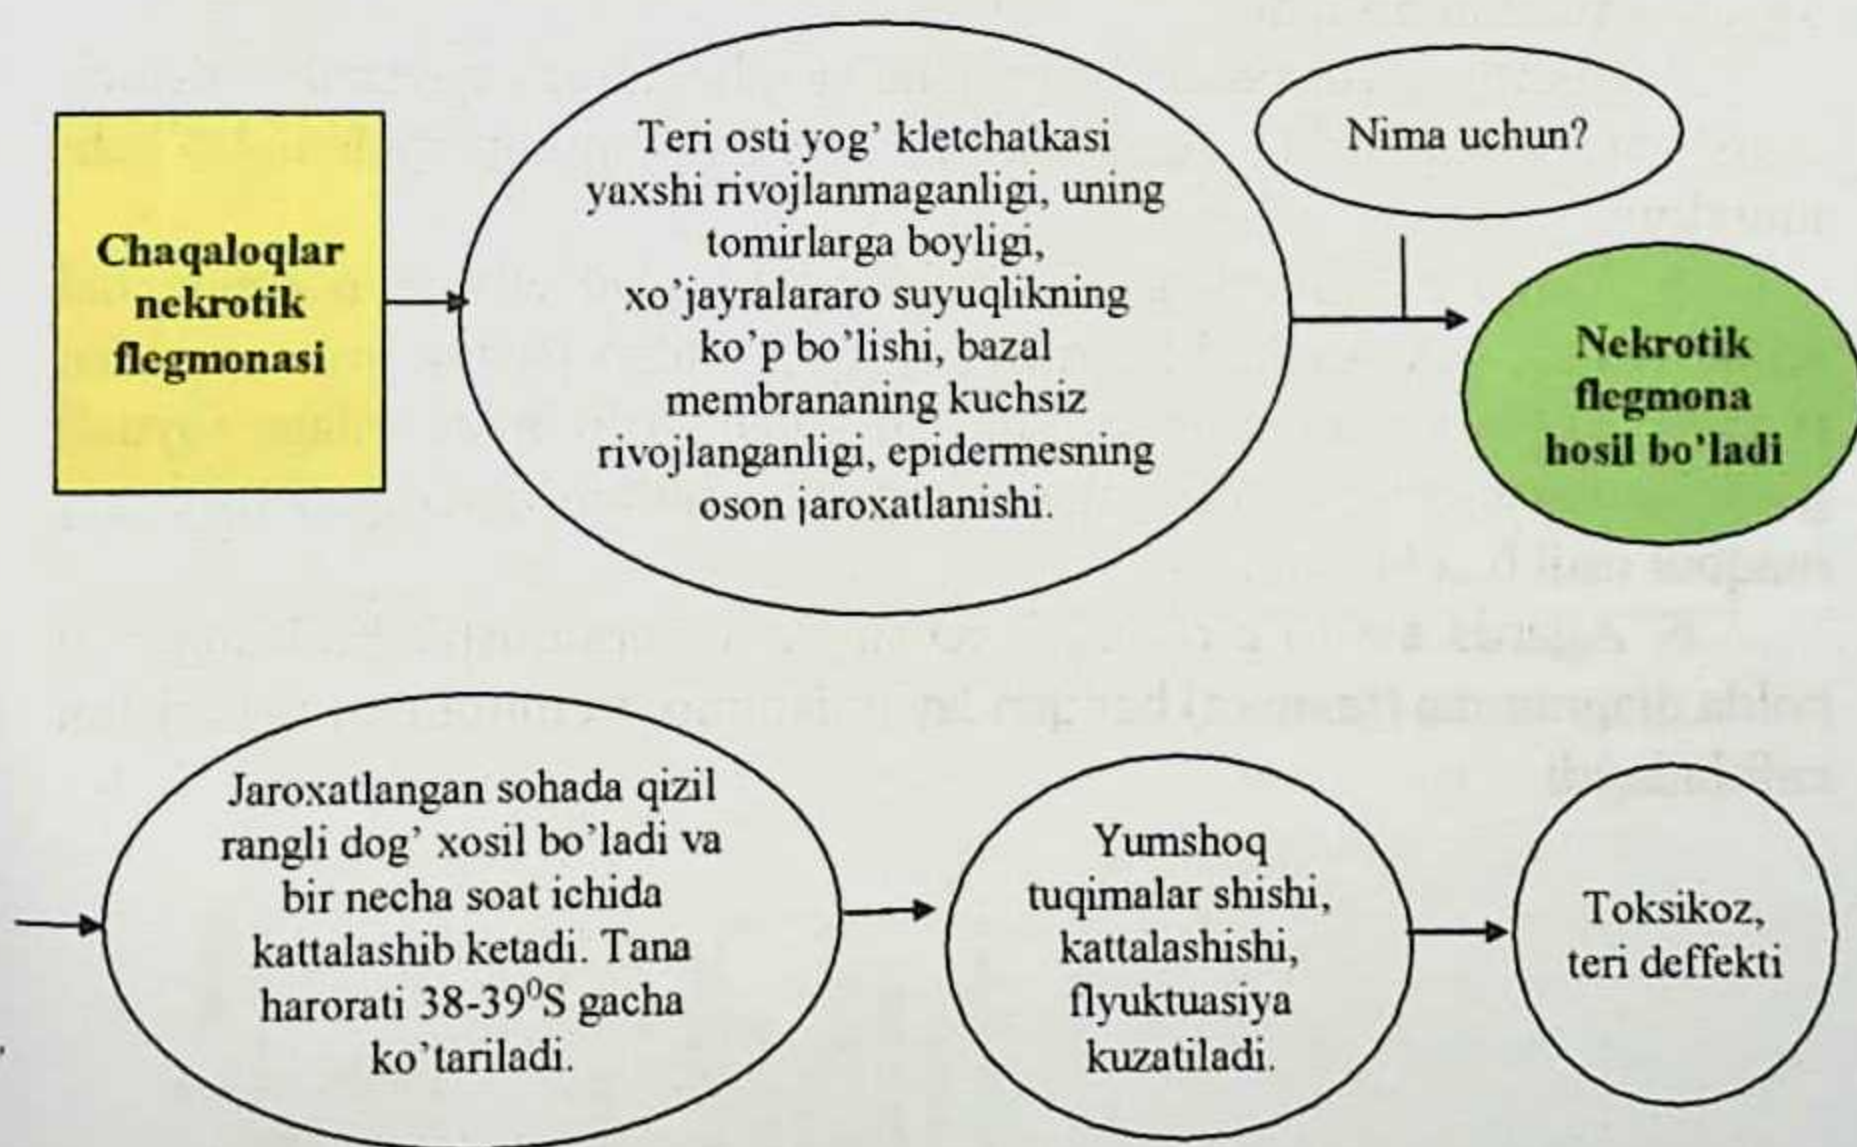 Chaqaloqlar
nekrotik
flegmonasi
Teri osti yog’ kletchatkasi
yaxshi rivojlanmaganligi, uning
tomirlarga boyligi,
xo’jayralararo suyuqlikning
ko’p bo’lishi, bazal
membrananing kuchsiz
rivojlanganligi, epidermesning
oson jaroxatlanishi.
Nima uchun?
Nekrotik
flegmona
hosil bo’ladi
Jaroxatlangan sohada qizil
rangli dog’ xosil bo’ladi va
bir necha soat ichida
kattalashib ketadi. Tana
harorati 38-39⁰S gacha
ko’tariladi.
Yumshoq
tuqimalar shishi,
kattalashishi,
flyuktuasiya
kuzatiladi.
Toksikoz,
teri deffekti